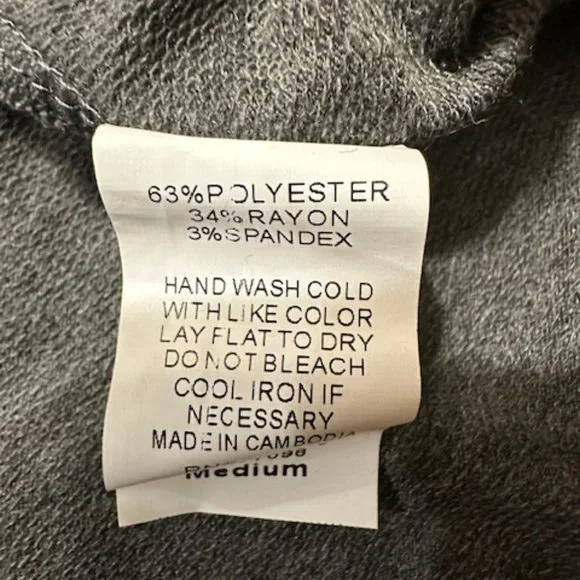 63%POLYESTER
34%RAYON
3%SPANDEX
HAND WASH COLD
WITH LIKE COLOR
LAY FLAT TO DRY
DO NOT BLEACH
COOL IRON IF
NECESSARY
MADE IN CAMBODIA
Medium